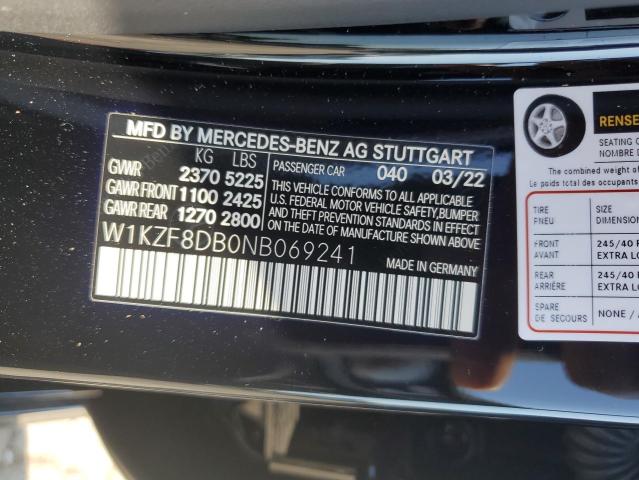 MFD BY MERCEDES-BENZ AG STUTTGART
KG LBS
GVWR 2370 5225
GAWR FRONT 1100 2425
GAWR REAR 1270 2800
PASSENGER CAR 040 03/22
THIS VEHICLE CONFORMS TO ALL APPLICABLE
U.S. FEDERAL MOTOR VEHICLE SAFETY, BUMPER
AND THEFT PREVENTION STANDARDS IN EFFECT
ON THE DATE OF MANUFACTURE SHOWN ABOVE
W1KZF8DB0NB069241
MADE IN GERMANY
SEATING
NOMBRE
The combined weight
Le poids total des occupants
TIRE
PNEU
SIZE
DIMENSION
FRONT
AVANT
245/40
EXTRA
REAR
ARRIÈRE
245/40
EXTRA
SPARE
DE SECOURS
NONE /